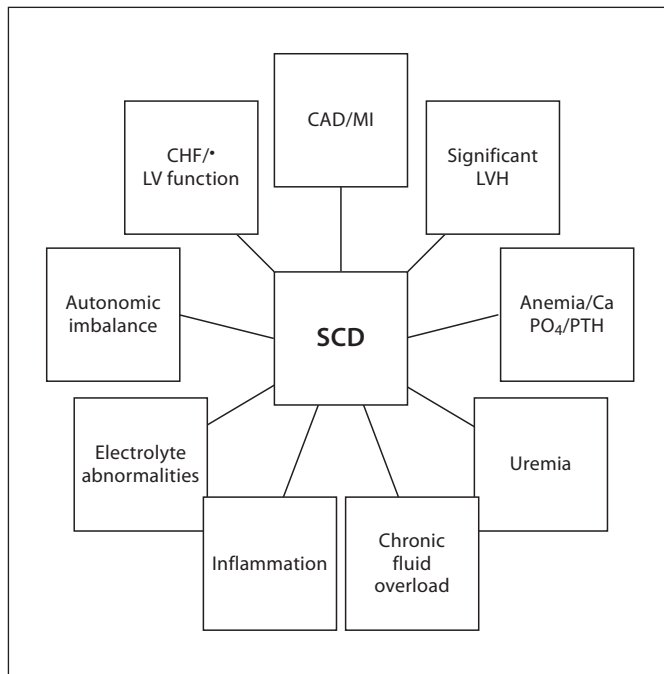 CAD/MI
CHF/•
LV function
Significant
LVH
Autonomic
imbalance
SCD
Anemia/Ca
PO₄/PTH
Electrolyte
abnormalities
Uremia
Inflammation
Chronic
fluid
overload